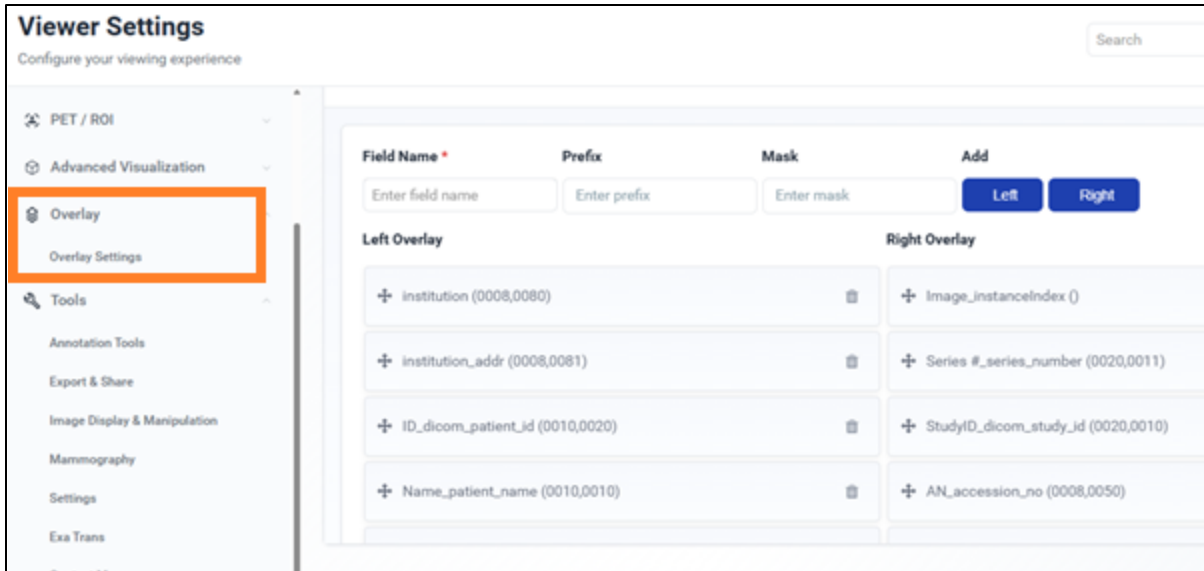 Viewer Settings
Configure your viewing experience
Search
PET / ROI
Advanced Visualization
Overlay
Overlay Settings
Tools
Annotation Tools
Export & Share
Image Display & Manipulation
Mammography
Settings
Exa Trans
Field Name *
Prefix
Mask
Add
Enter field name
Enter prefix
Enter mask
Left
Right
Left Overlay
Right Overlay
institution (0008,0080)
Image_instanceIndex ()
institution_addr (0008,0081)
Series #_series_number (0020,0011)
ID_dicom_patient_id (0010,0020)
StudyID_dicom_study_id (0020,0010)
Name_patient_name (0010,0010)
AN_accession_no (0008,0050)